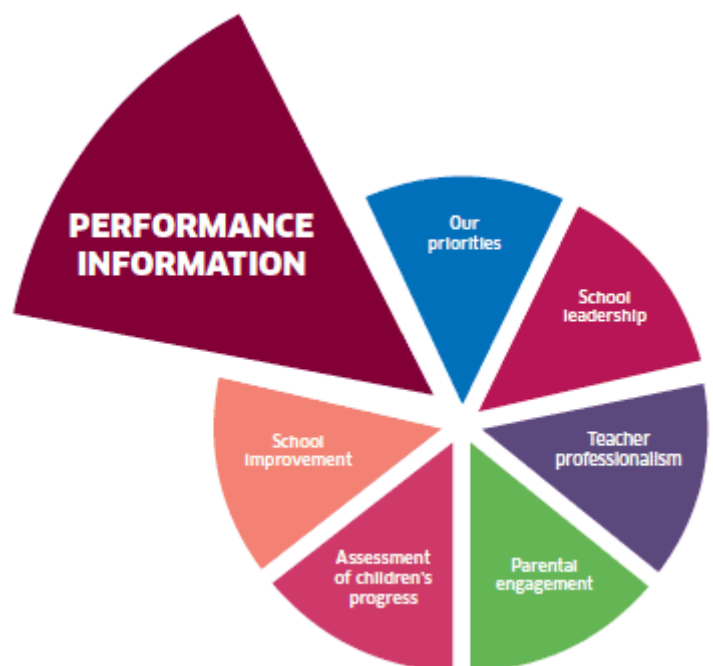 PERFORMANCE
INFORMATION
Our
priorities
School
leadership
Teacher
professionalism
Parental
engagement
Assessment
of children's
progress
School
improvement